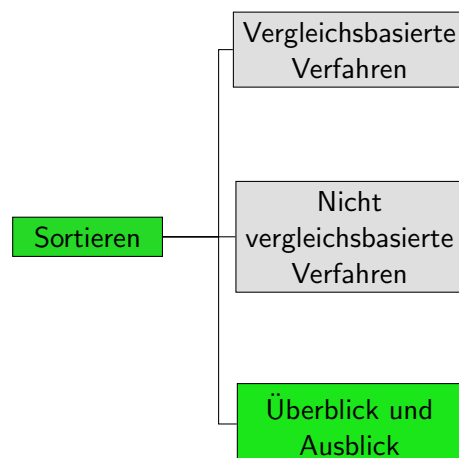 Vergleichsbasierte
Verfahren
Sortieren
Nicht
vergleichsbasierte
Verfahren
Überblick und
Ausblick